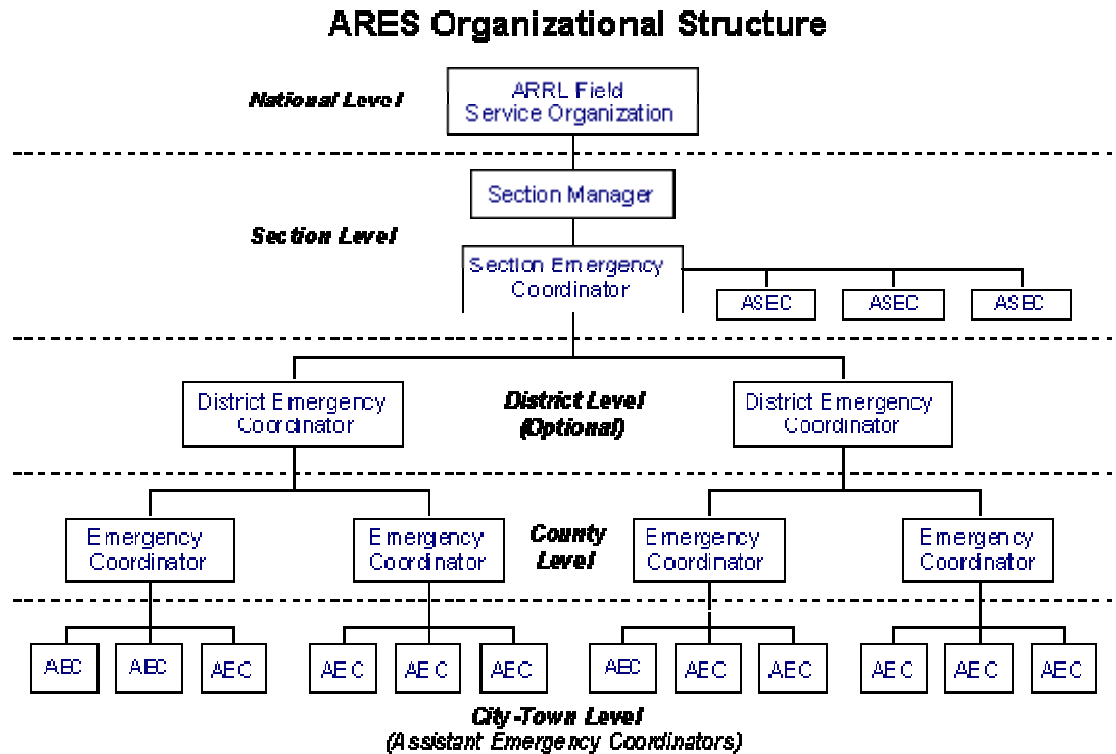 ARES Organizational Structure
National Level
ARRL Field
Service Organization
Section Manager
Section Level
Section Emergency
Coordinator
ASEC
ASEC
ASEC
District Emergency
Coordinator
District Level
(Optional)
District Emergency
Coordinator
Emergency
Coordinator
Emergency
Coordinator
County
Level
Emergency
Coordinator
Emergency
Coordinator
AEC
AEC
AEC
AEC
AEC
AEC
AEC
AEC
AEC
AEC
AEC
AEC
City-Town Level
(Assistant Emergency Coordinators)